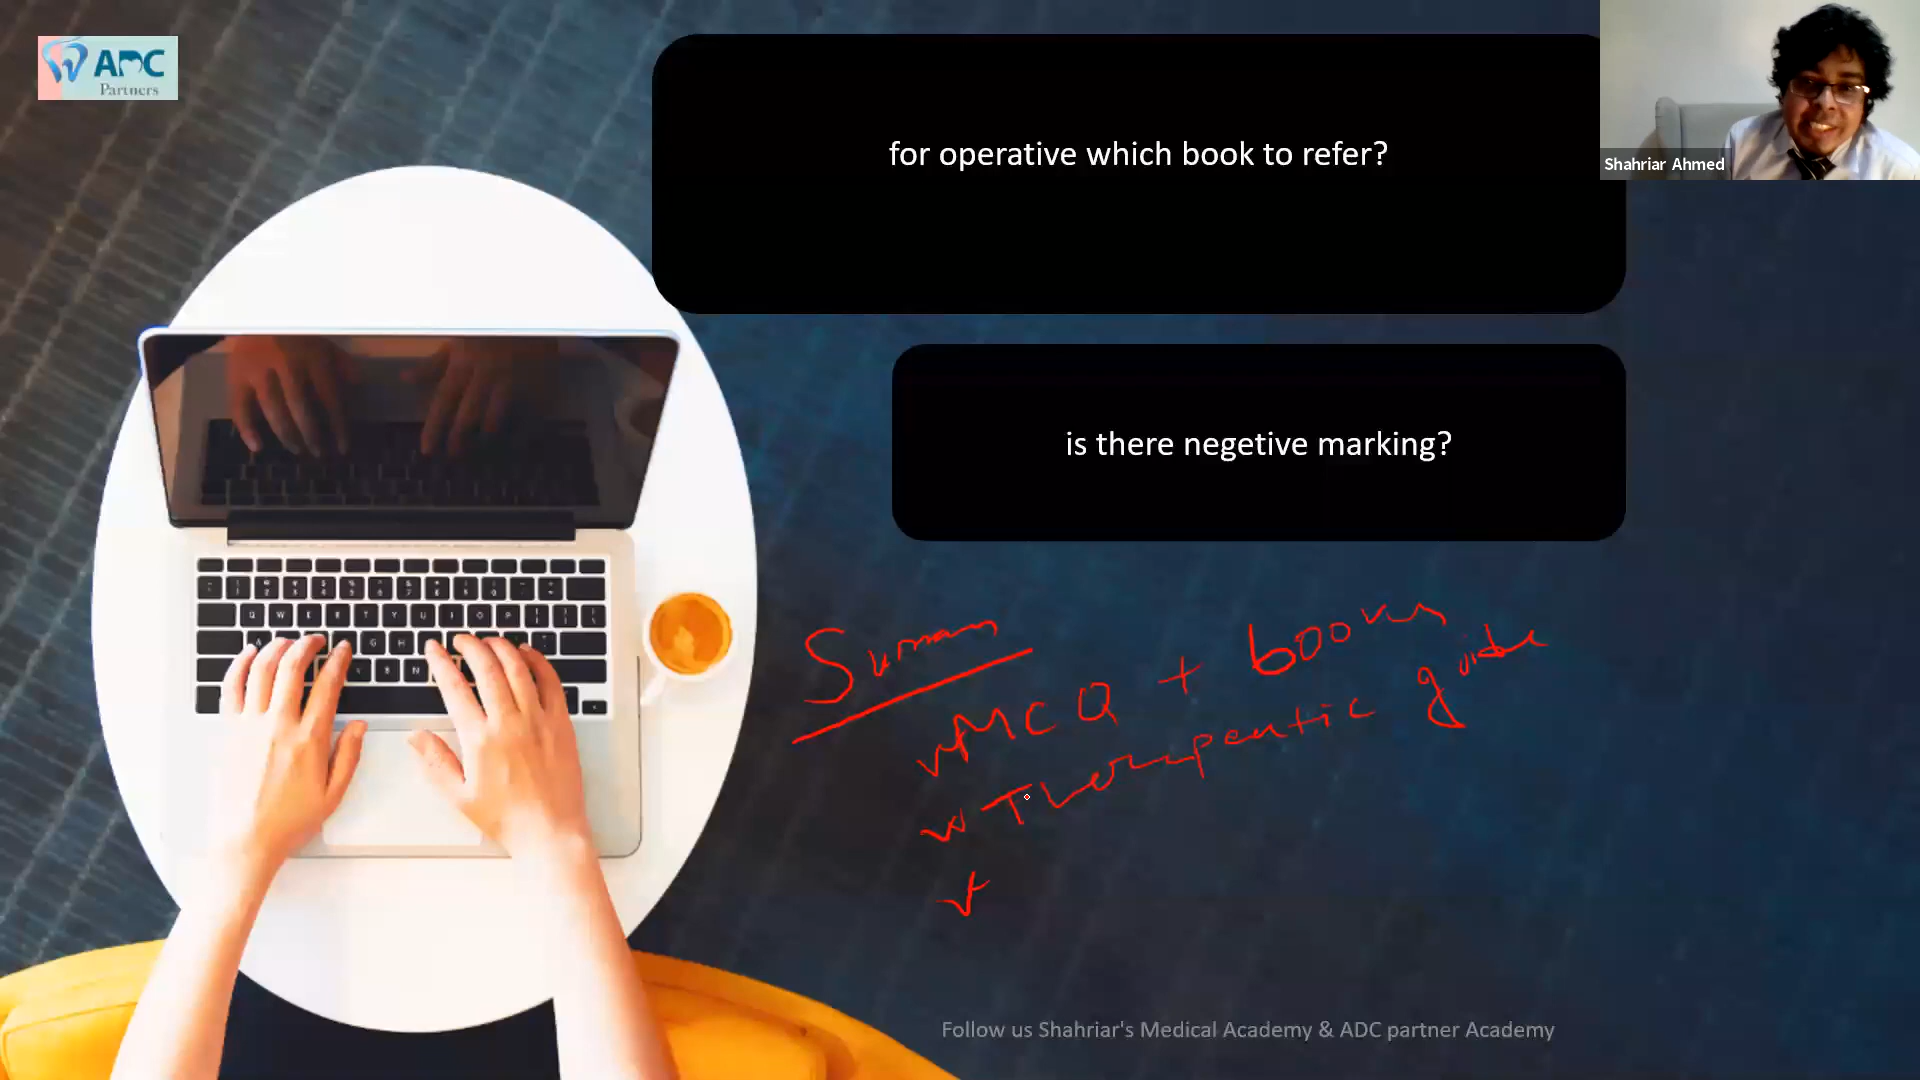 ADC
Partners
for operative which book to refer?
Shahriar Ahmed
is there negetive marking?
Summary
MCQ + books
Therapeutic guide
Follow us Shahriar's Medical Academy & ADC partner Academy